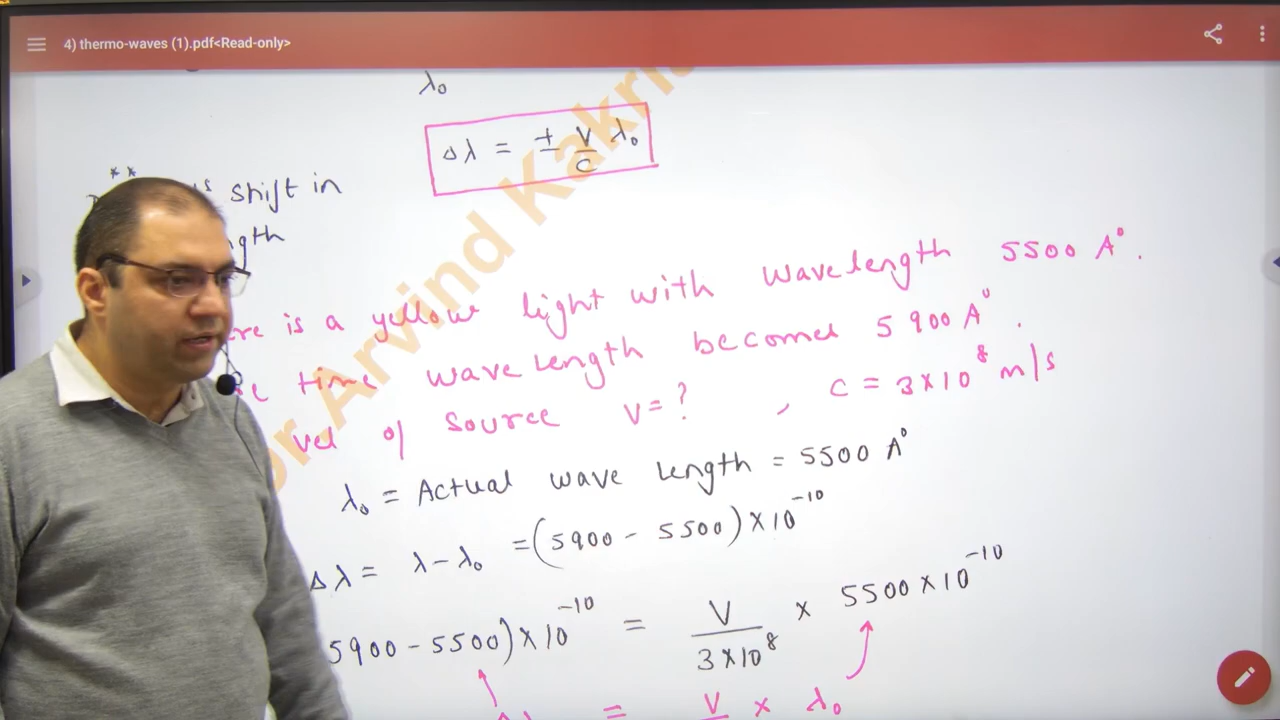 4) thermo-waves (1).pdf<Read-only>
λ₀
Δλ = ± V/C λ₀
**
shift in
is a yellow light with wavelength 5500 A°.
time wavelength becomes 5900 A°.
of source V = ? , C = 3×10⁸ m/s
λ₀ = Actual wave length = 5500 A°
Δλ = λ-λ₀ = (5900 - 5500) × 10⁻¹⁰
5900 - 5500) × 10⁻¹⁰ = V/3×10⁸ × 5500×10⁻¹⁰
= V × λ₀
Arvind